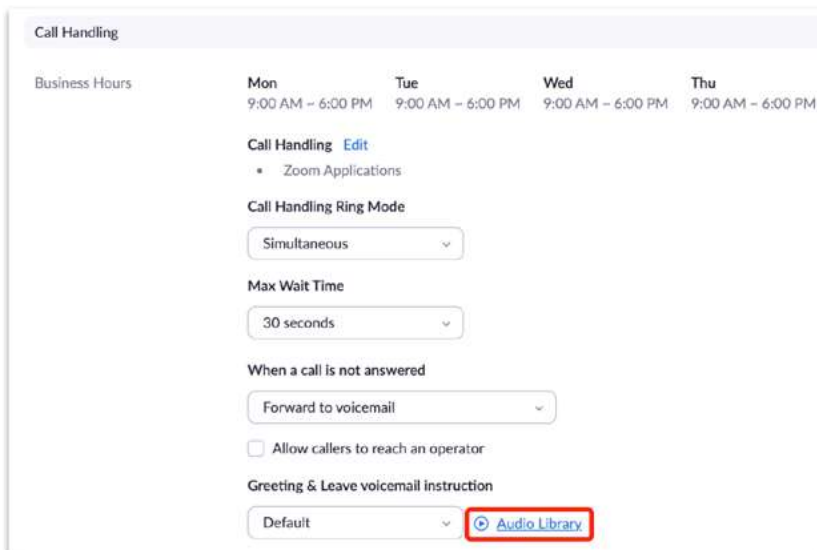 Call Handling
Business Hours
Mon Tue Wed Thu
9:00 AM – 6:00 PM 9:00 AM – 6:00 PM 9:00 AM – 6:00 PM 9:00 AM – 6:00 PM
Call Handling Edit
• Zoom Applications
Call Handling Ring Mode
Simultaneous
Max Wait Time
30 seconds
When a call is not answered
Forward to voicemail
Allow callers to reach an operator
Greeting & Leave voicemail instruction
Default Audio Library